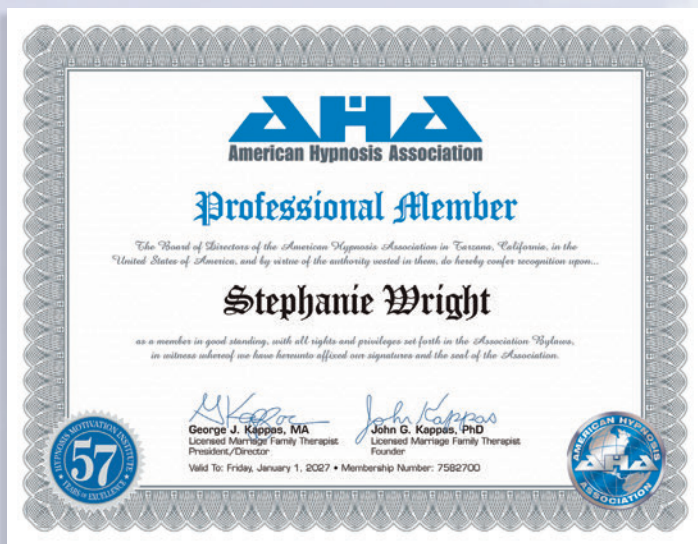 AHA
American Hypnosis Association
Professional Member
The Board of Directors of the American Hypnosis Association in Tarzana, California, in the
United States of America, and by virtue of the authority vested in them, do hereby confer recognition upon...
Stephanie Wright
as a member in good standing, with all rights and privileges set forth in the Association Bylaws,
in witness whereof we have hereunto affixed our signatures and the seal of the Association.
George J. Kappas, MA
Licensed Marriage Family Therapist
President/Director
John Kappas
John G. Kappas, PhD
Licensed Marriage Family Therapist
Founder
Valid To: Friday, January 1, 2027 • Membership Number: 7582700
HYPNOSIS MOTIVATION INSTITUTE
57
YEARS OF EXCELLENCE
AMERICAN HYPNOSIS
AHA
ASSOCIATION